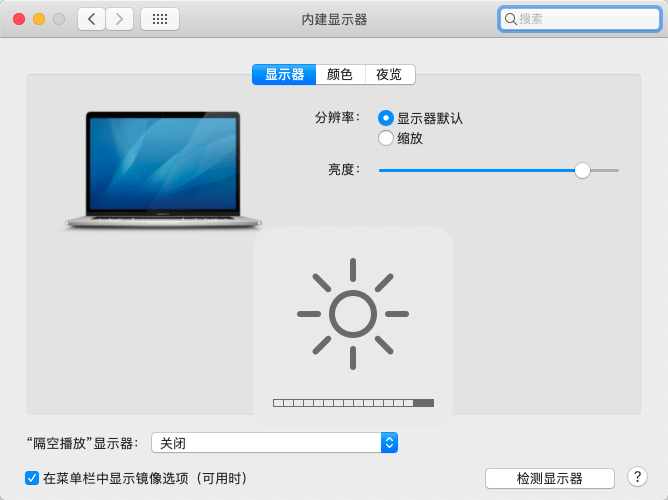 内建显示器
搜索
显示器 颜色 夜览
分辨率： 显示器默认
缩放
亮度：
“隔空播放”显示器： 关闭
在菜单栏中显示镜像选项（可用时）
检测显示器 ?